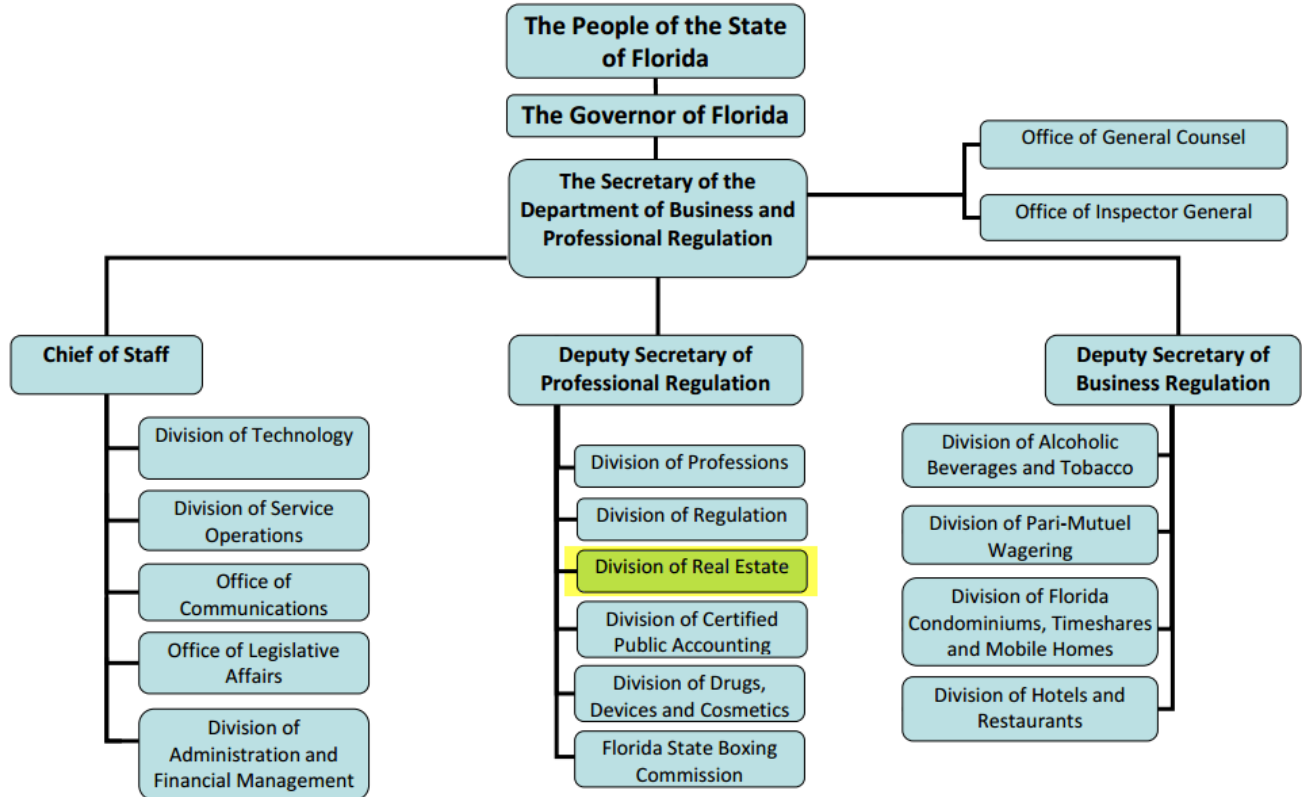 The People of the State
of Florida
The Governor of Florida
The Secretary of the
Department of Business and
Professional Regulation
Office of General Counsel
Office of Inspector General
Chief of Staff
Division of Technology
Division of Service
Operations
Office of
Communications
Office of Legislative
Affairs
Division of
Administration and
Financial Management
Deputy Secretary of
Professional Regulation
Division of Professions
Division of Regulation
Division of Real Estate
Division of Certified
Public Accounting
Division of Drugs,
Devices and Cosmetics
Florida State Boxing
Commission
Deputy Secretary of
Business Regulation
Division of Alcoholic
Beverages and Tobacco
Division of Pari-Mutuel
Wagering
Division of Florida
Condominiums, Timeshares
and Mobile Homes
Division of Hotels and
Restaurants